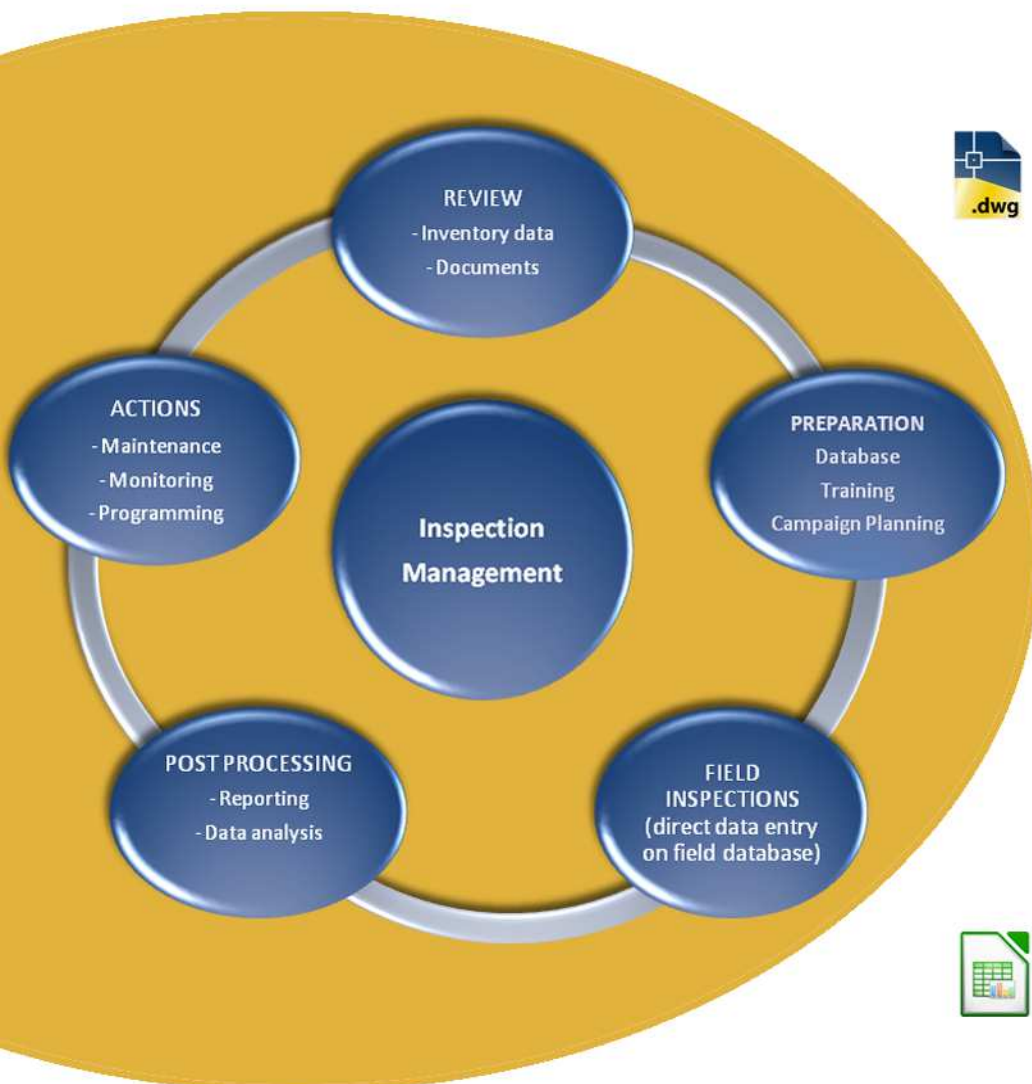 REVIEW
- Inventory data
- Documents
.dwg
ACTIONS
- Maintenance
- Monitoring
- Programming
PREPARATION
Database
Training
Campaign Planning
Inspection
Management
POST PROCESSING
- Reporting
- Data analysis
FIELD
INSPECTIONS
(direct data entry
on field database)